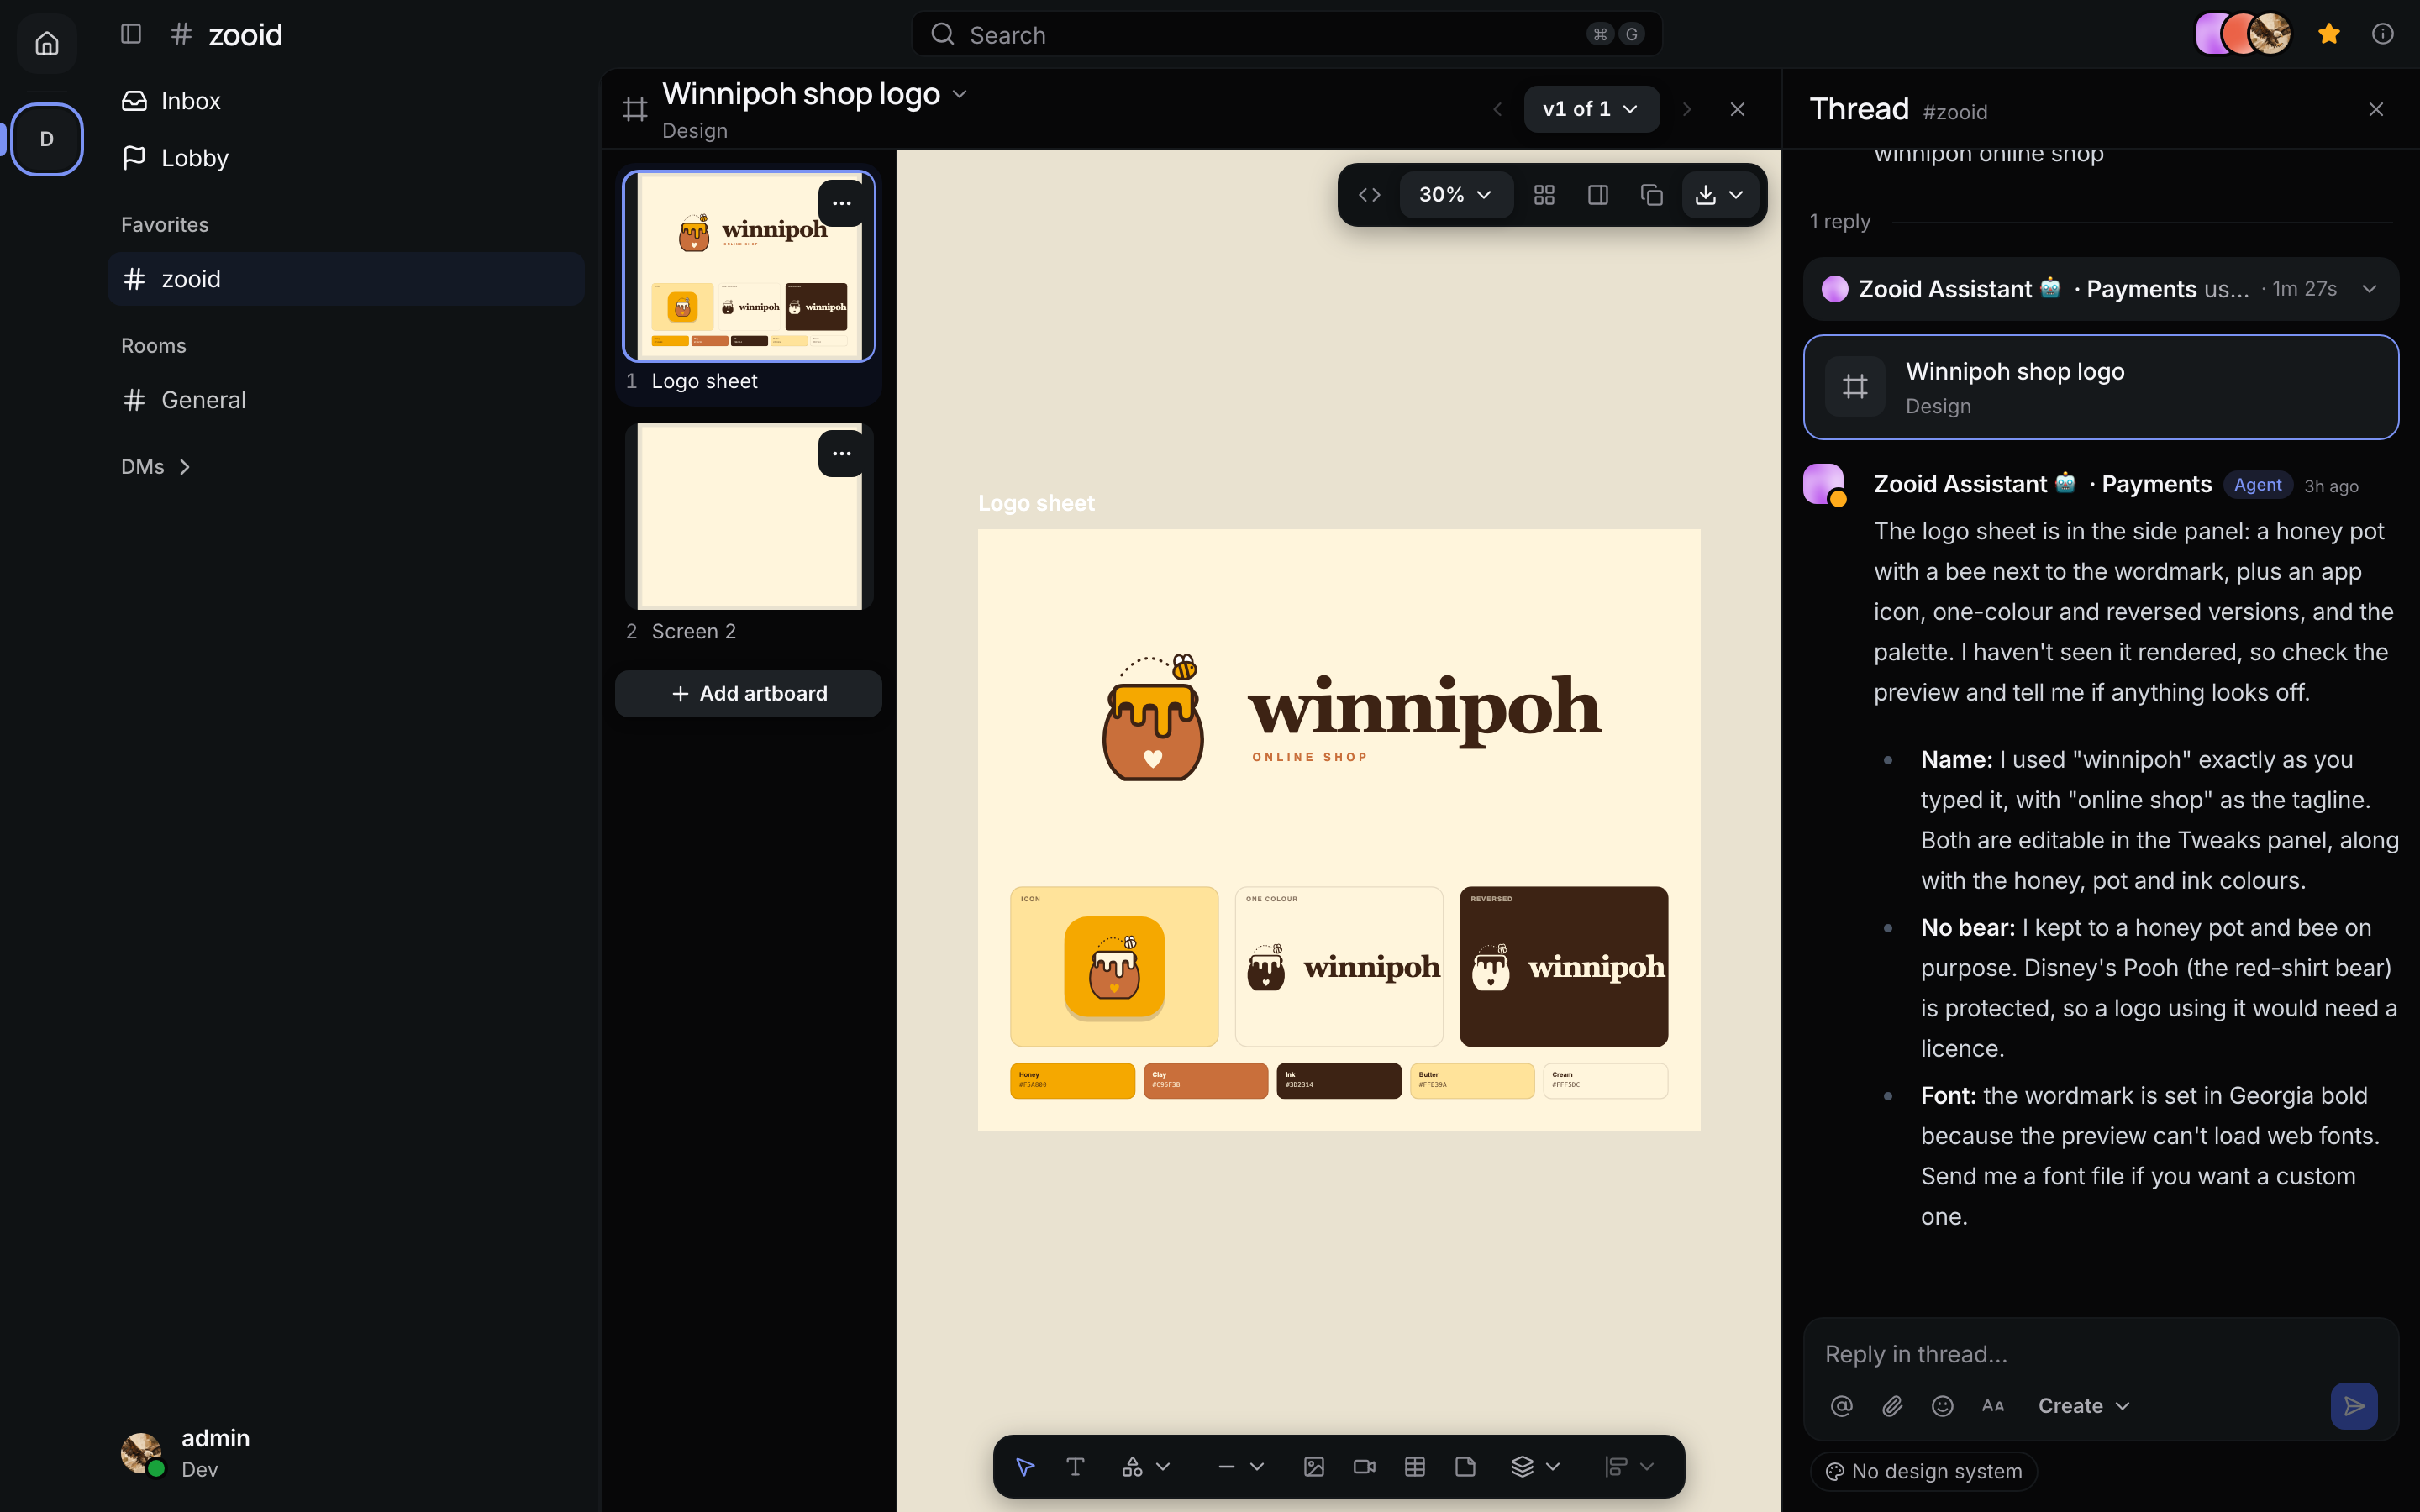 zooid
Search
⌘ G
D
Inbox
Lobby
Favorites
zooid
Rooms
General
DMs
admin
Dev
Winnipoh shop logo
Design
v1 of 1
winnipoh
ONLINE SHOP
winnipoh
winnipoh
1 Logo sheet
2 Screen 2
Add artboard
30%
Logo sheet
winnipoh
ONLINE SHOP
ICON
ONE COLOUR
winnipoh
REVERSED
winnipoh
Honey
#F5A800
Clay
#C96F3B
Ink
#3D2314
Butter
#FFE39A
Cream
#FFF5DC
Thread #zooid
winnipoh online shop
1 reply
Zooid Assistant 🤖 · Payments us... · 1m 27s
Winnipoh shop logo
Design
Zooid Assistant 🤖 · Payments Agent 3h ago
The logo sheet is in the side panel: a honey pot
with a bee next to the wordmark, plus an app
icon, one-colour and reversed versions, and the
palette. I haven't seen it rendered, so check the
preview and tell me if anything looks off.
Name: I used "winnipoh" exactly as you
typed it, with "online shop" as the tagline.
Both are editable in the Tweaks panel, along
with the honey, pot and ink colours.
No bear: I kept to a honey pot and bee on
purpose. Disney's Pooh (the red-shirt bear)
is protected, so a logo using it would need a
licence.
Font: the wordmark is set in Georgia bold
because the preview can't load web fonts.
Send me a font file if you want a custom
one.
Reply in thread...
Create
No design system